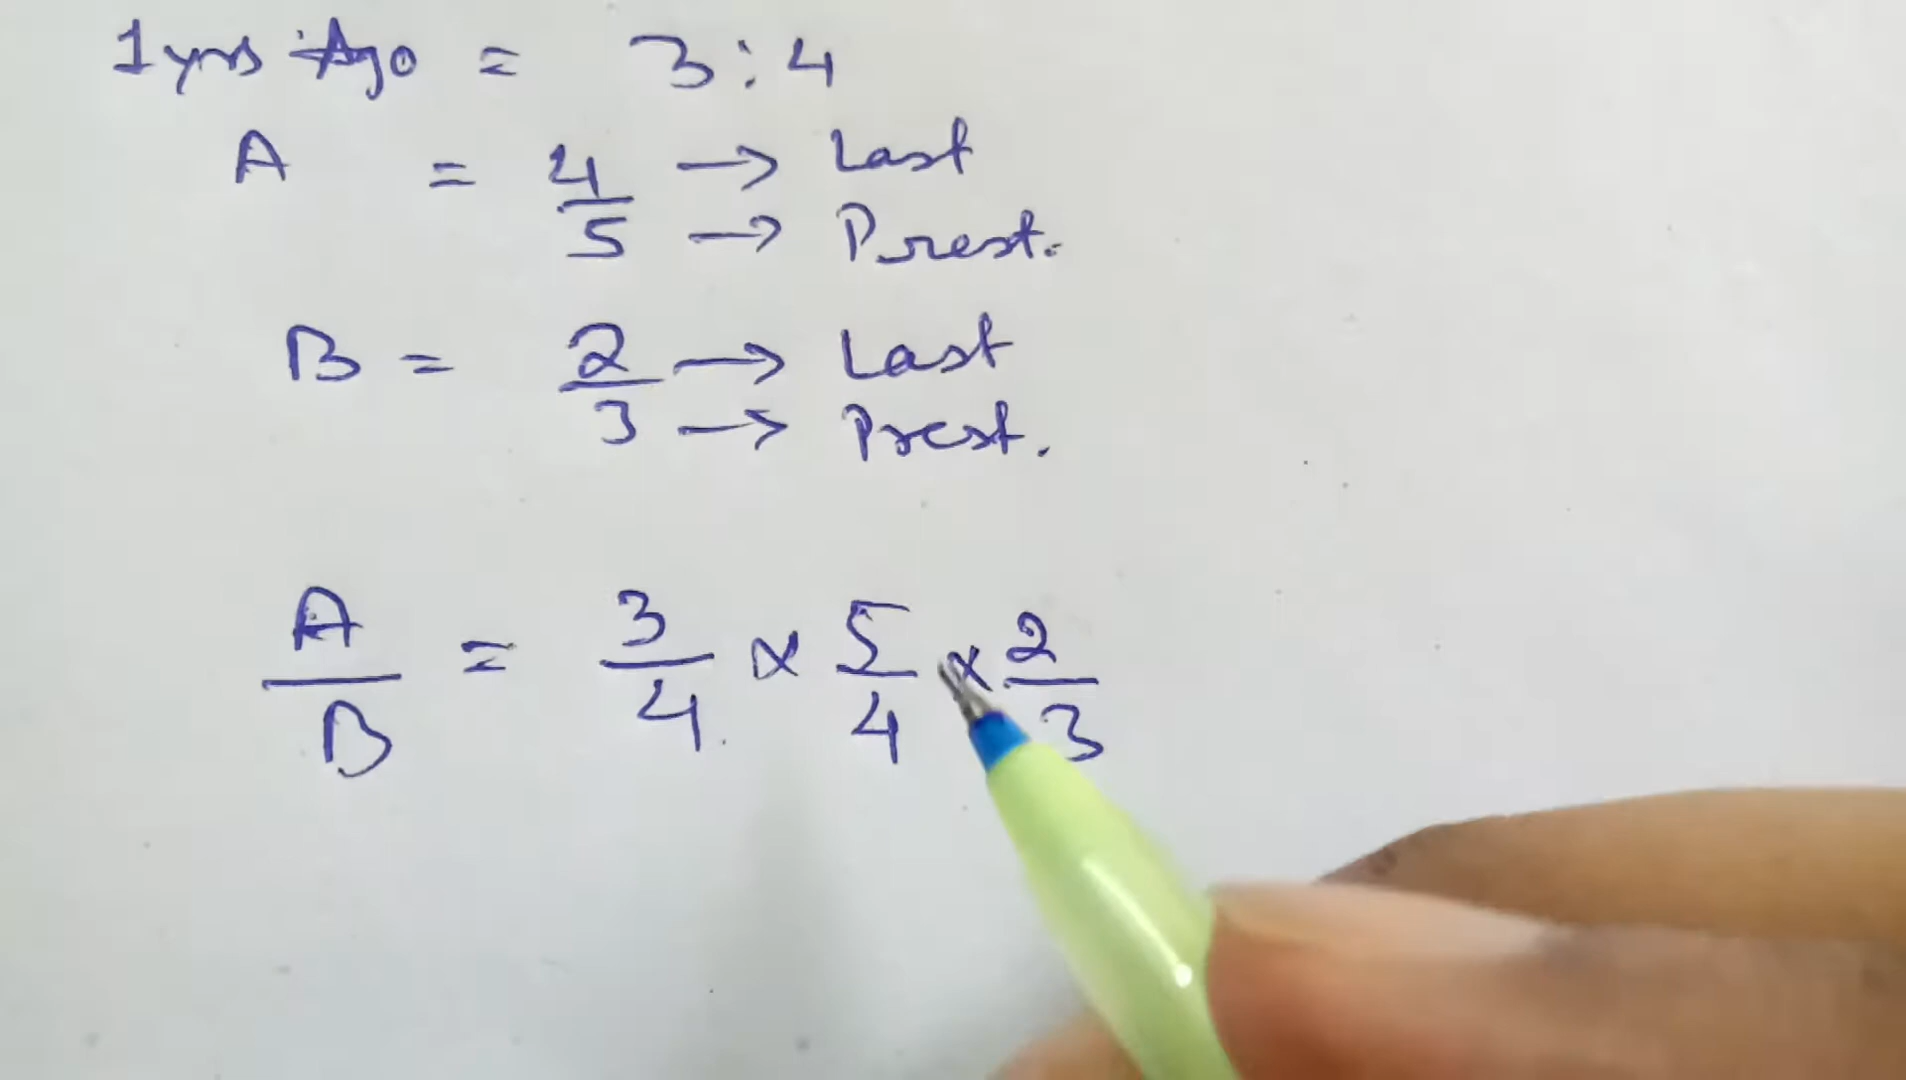 1 yrs Ago = 3 : 4
A = 4/5 → Last
→ Prest.
B = 2/3 → Last
→ Prest.
A/B = 3/4 × 5/4 × 2/3